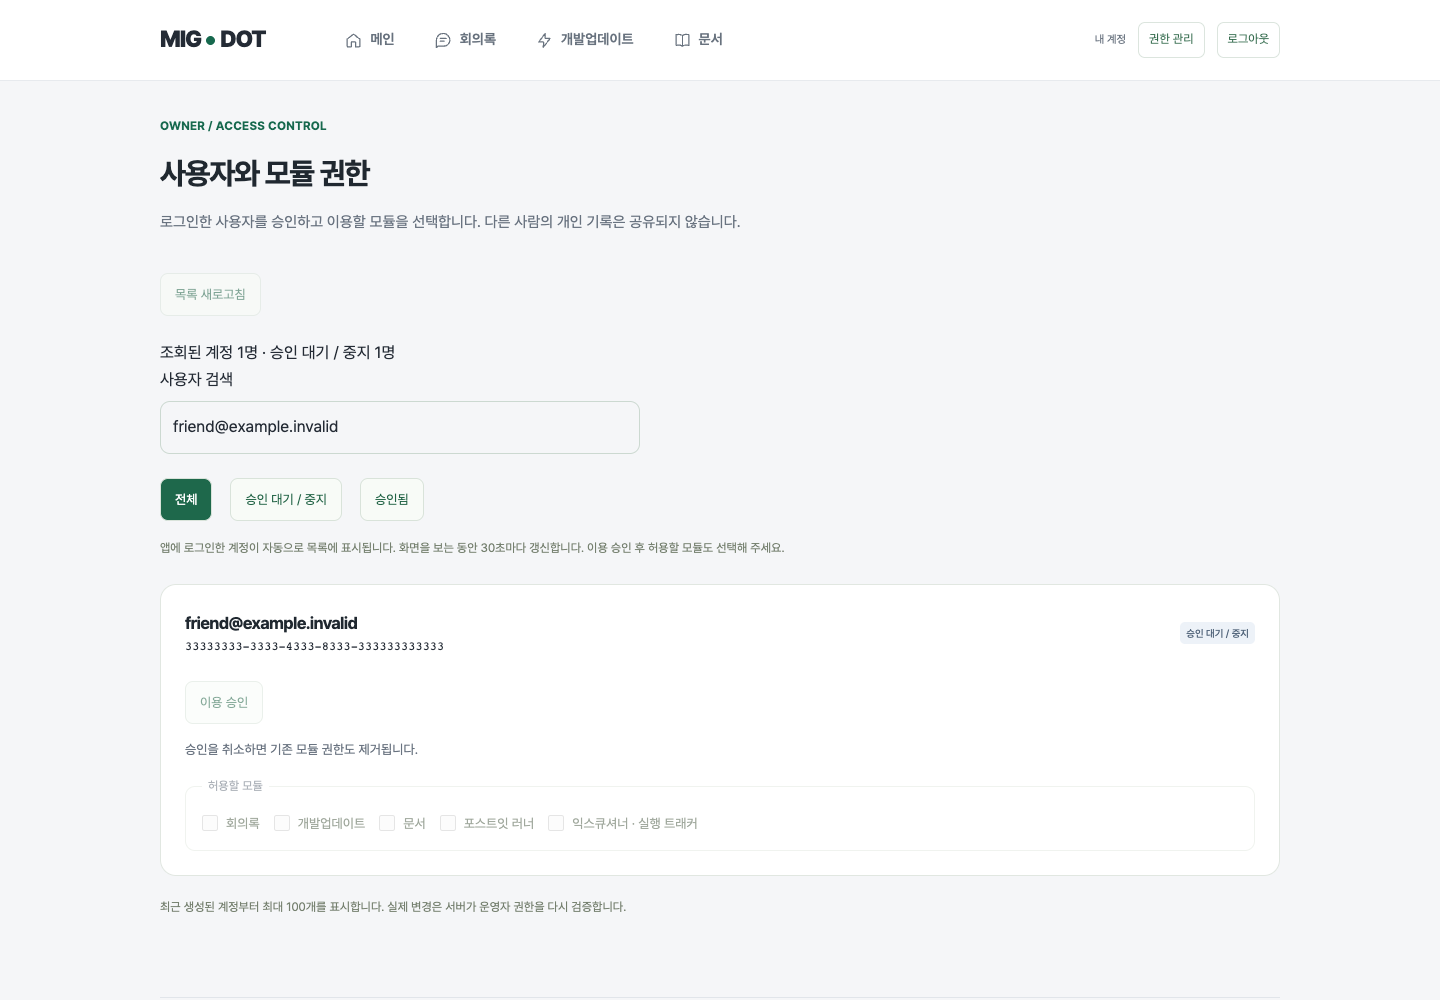 MIG DOT
메인
회의록
개발업데이트
문서
내 계정
권한 관리
로그아웃
OWNER / ACCESS CONTROL
사용자와 모듈 권한
로그인한 사용자를 승인하고 이용할 모듈을 선택합니다. 다른 사람의 개인 기록은 공유되지 않습니다.
목록 새로고침
조회된 계정 1명 · 승인 대기 / 중지 1명
사용자 검색
friend@example.invalid
전체
승인 대기 / 중지
승인됨
앱에 로그인한 계정이 자동으로 목록에 표시됩니다. 화면을 보는 동안 30초마다 갱신합니다. 이용 승인 후 허용할 모듈도 선택해 주세요.
friend@example.invalid
33333333-3333-4333-8333-333333333333
승인 대기 / 중지
이용 승인
승인을 취소하면 기존 모듈 권한도 제거됩니다.
허용할 모듈
회의록
개발업데이트
문서
포스트잇 러너
익스큐셔너 · 실행 트래커
최근 생성된 계정부터 최대 100개를 표시합니다. 실제 변경은 서버가 운영자 권한을 다시 검증합니다.